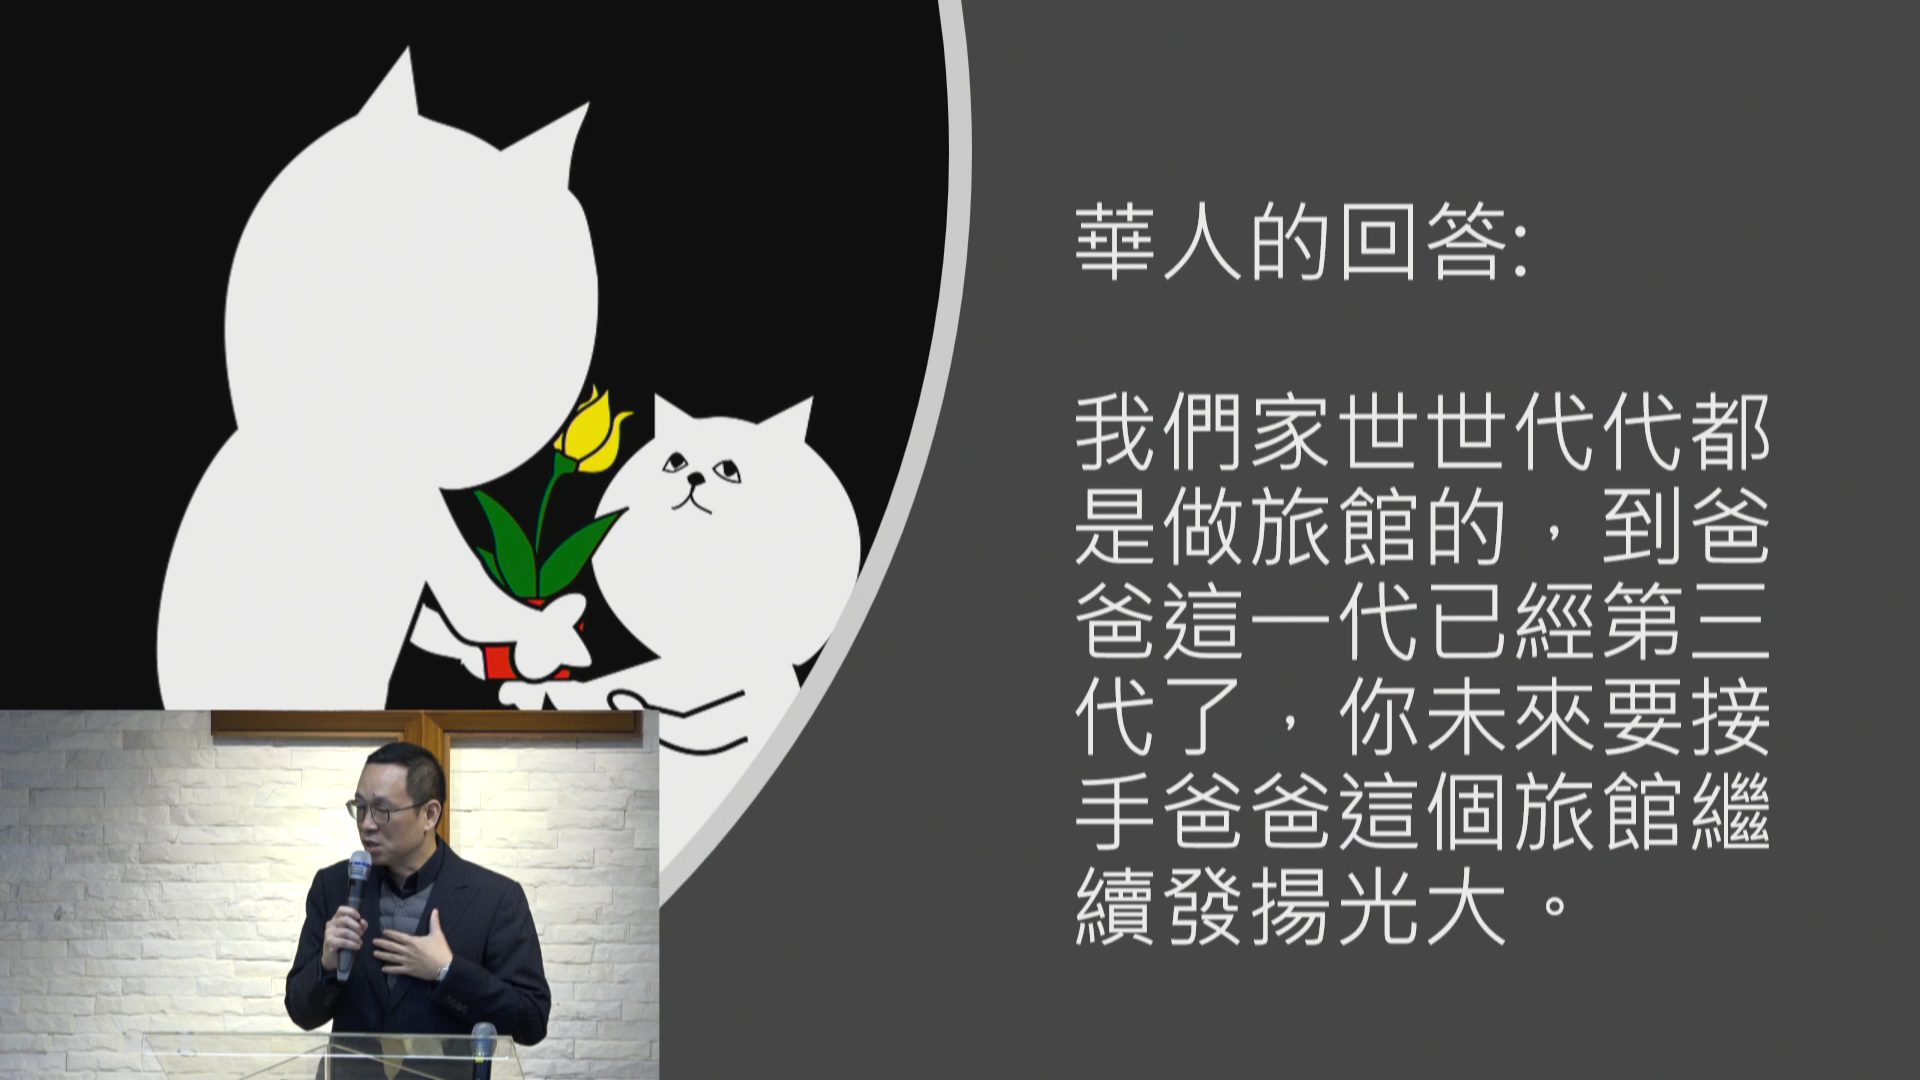 華人的回答:
我們家世世代代都
是做旅館的，到爸
爸這一代已經第三
代了，你未來要接
手爸爸這個旅館繼
續發揚光大。